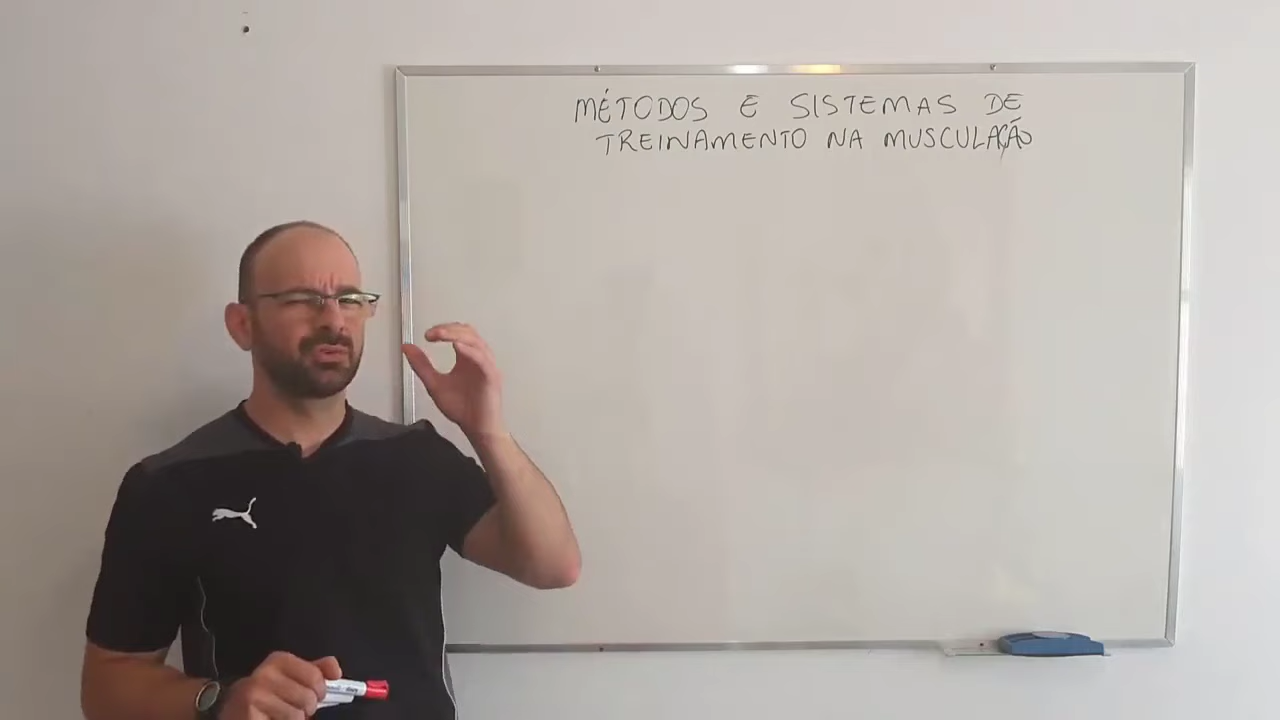 MÉTODOS E SISTEMAS DE
TREINAMENTO NA MUSCULAÇÃO